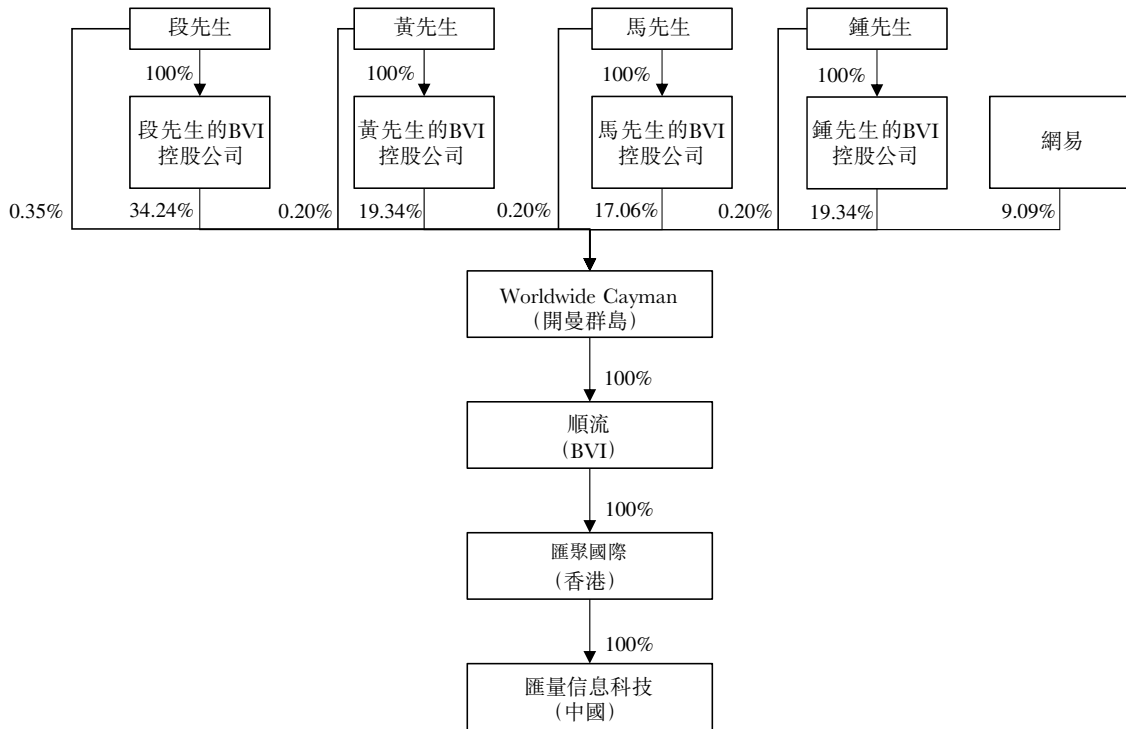 段先生
黃先生
馬先生
鍾先生
100%
100%
100%
100%
段先生的BVI
控股公司
黃先生的BVI
控股公司
馬先生的BVI
控股公司
鍾先生的BVI
控股公司
網易
0.35%
34.24%
0.20%
19.34%
0.20%
17.06%
0.20%
19.34%
9.09%
Worldwide Cayman
（開曼群島）
100%
順流
（BVI）
100%
匯聚國際
（香港）
100%
匯量信息科技
（中國）